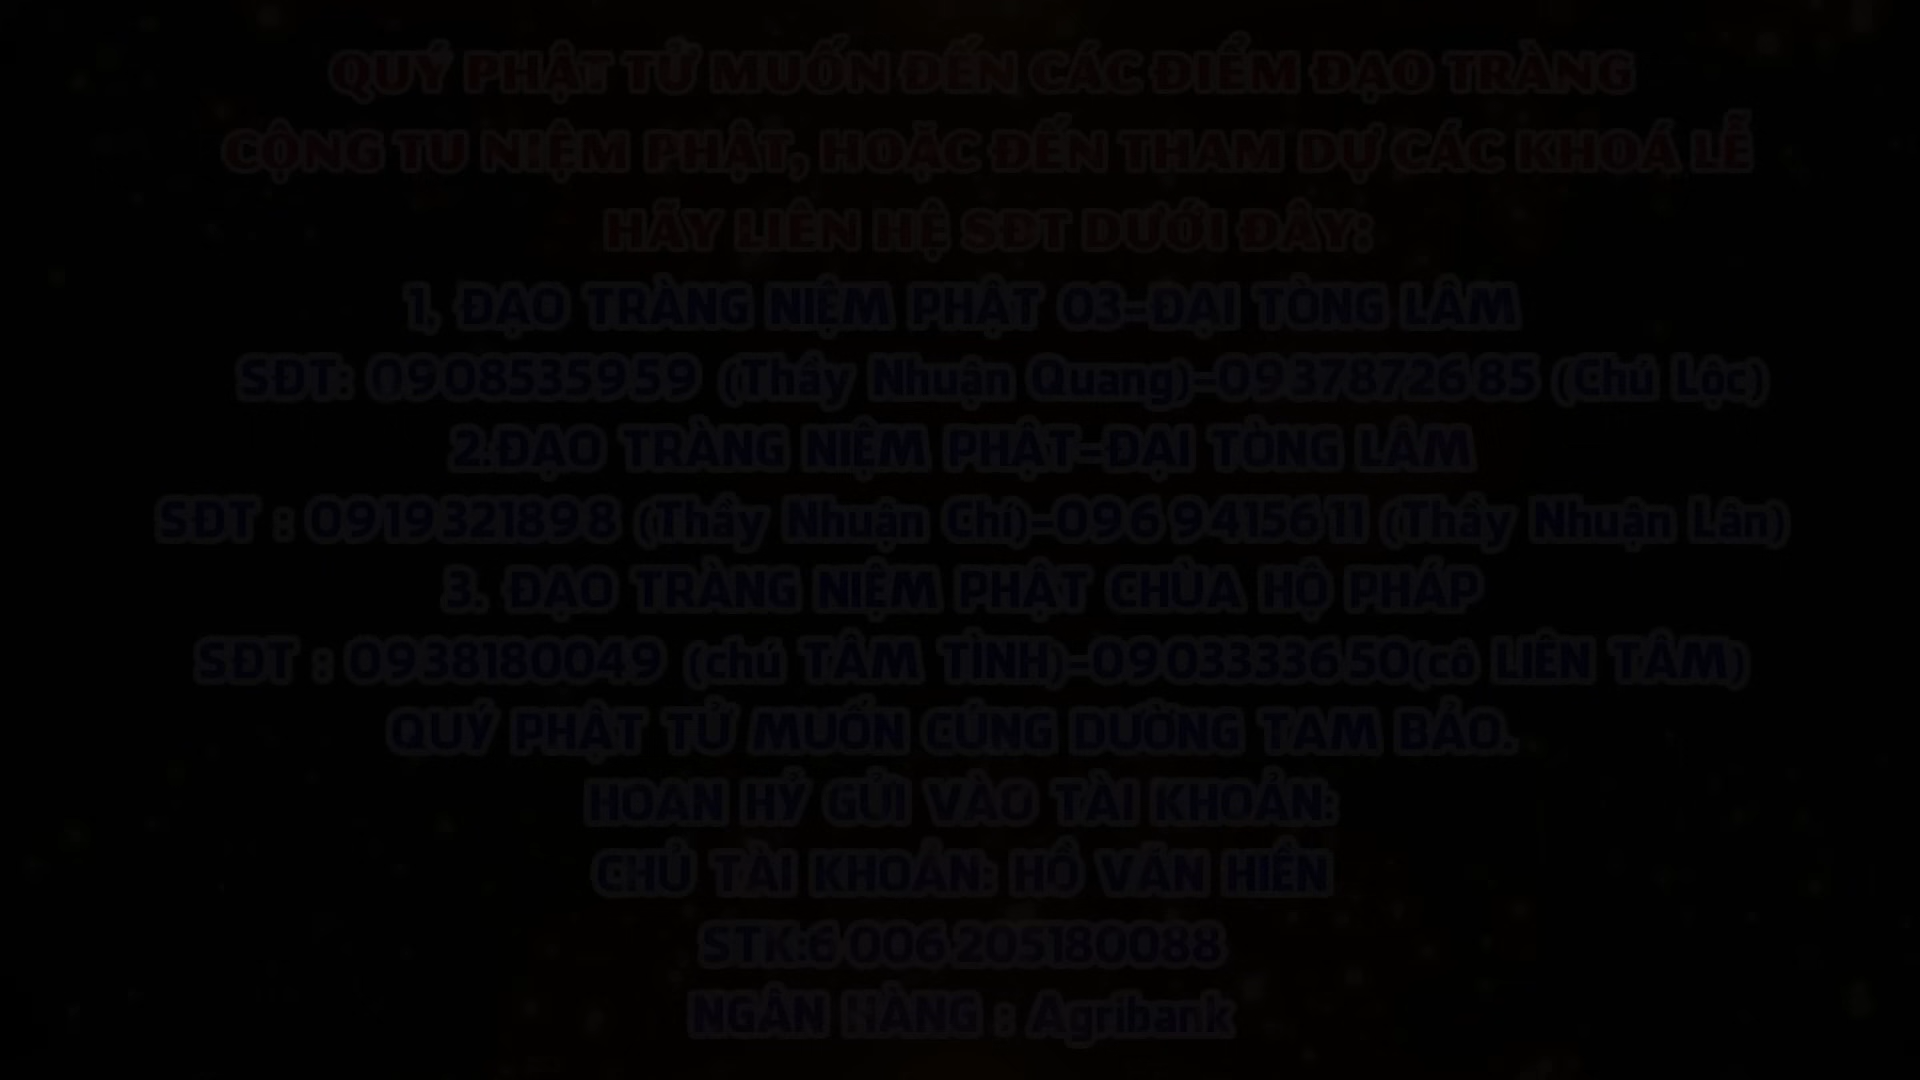 QUÝ PHẬT TỬ MUỐN ĐẾN CÁC ĐIỂM ĐẠO TRÀNG
CỘNG TU NIỆM PHẬT, HOẶC ĐẾN THAM DỰ CÁC KHOÁ LỄ
HÃY LIÊN HỆ SĐT DƯỚI ĐÂY:
1, ĐẠO TRÀNG NIỆM PHẬT 03-ĐẠI TÒNG LÂM
SĐT: 0908535959 (Thầy Nhuận Quang)-0937872685 (Chú Lộc)
2.ĐẠO TRÀNG NIỆM PHẬT-ĐẠI TÒNG LÂM
SĐT : 0919321898 (Thầy Nhuận Chí)-0969415611 (Thầy Nhuận Lân)
3, ĐẠO TRÀNG NIỆM PHẬT CHÙA HỘ PHÁP
SĐT : 0938180049 (chú TÂM TÌNH)-0903333650(cô LIÊN TÂM)
QUÝ PHẬT TỬ MUỐN CÚNG DƯỜNG TAM BẢO.
HOAN HỶ GỬI VÀO TÀI KHOẢN:
CHỦ TÀI KHOẢN: HỒ VĂN HIỀN
STK:6006205180088
NGÂN HÀNG : Agribank